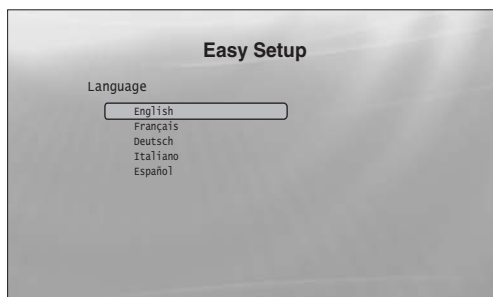 Easy Setup
Language
English
Français
Deutsch
Italiano
Español